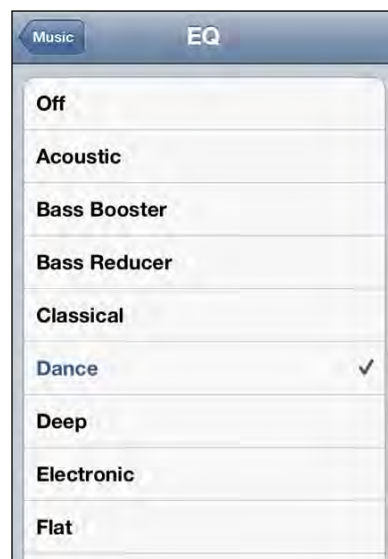 Music EQ
Off
Acoustic
Bass Booster
Bass Reducer
Classical
Dance
Deep
Electronic
Flat